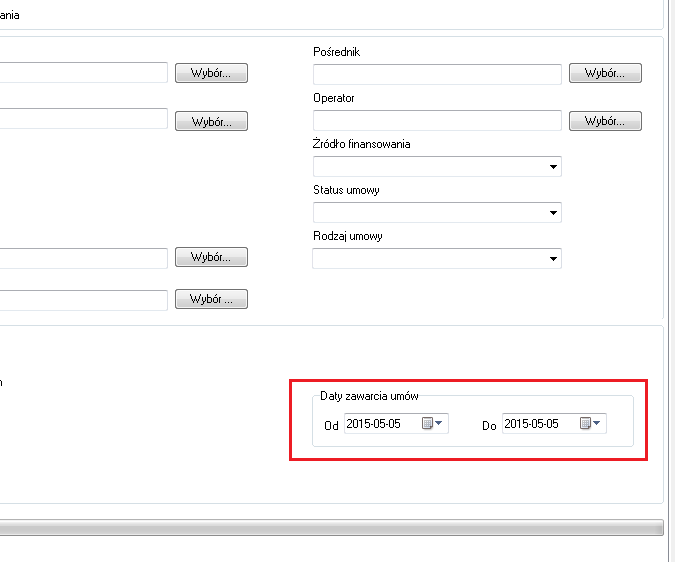 ania
Pośrednik
Wybór...
Wybór...
Operator
Wybór...
Wybór...
Źródło finansowania
Status umowy
Rodzaj umowy
Wybór...
Wybór ...
Daty zawarcia umów
Od 2015-05-05 Do 2015-05-05